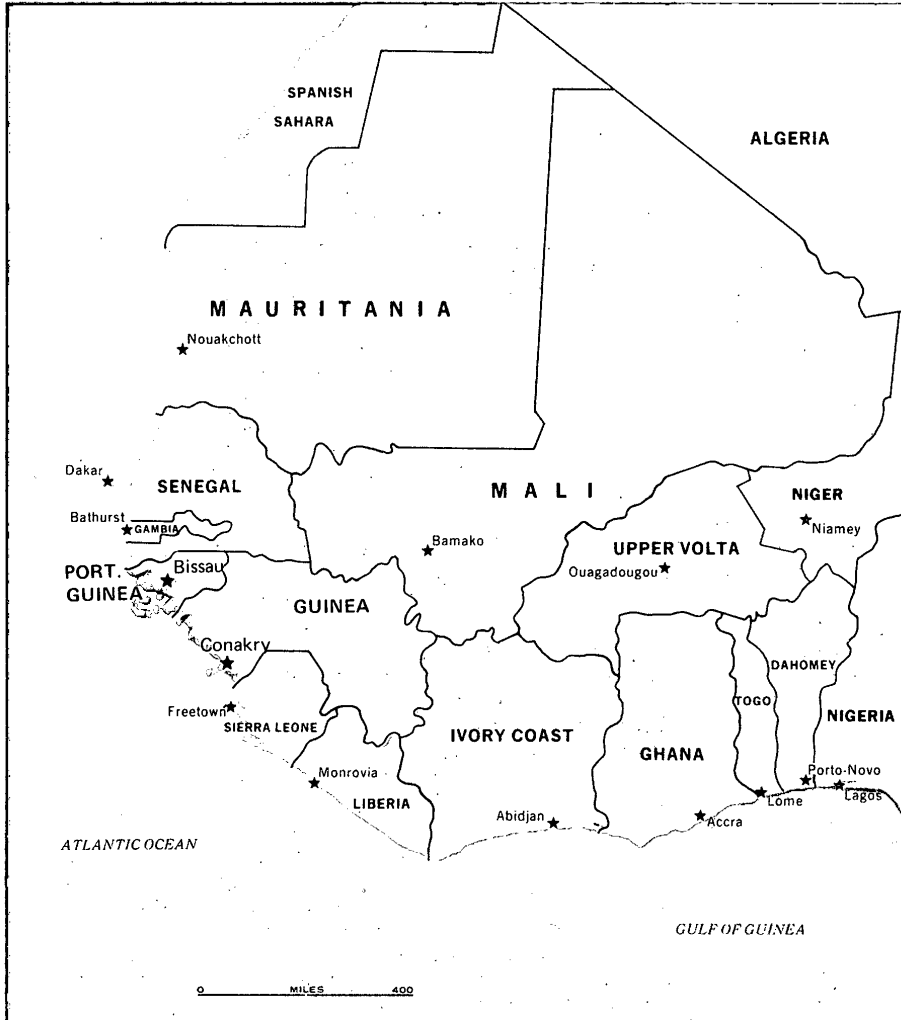 SPANISH
SAHARA
ALGERIA
MAURITANIA
Nouakchott
Dakar
SENEGAL
MALI
NIGER
Bathurst
GAMBIA
Niamey
Bamako
UPPER VOLTA
Ouagadougou
PORT.
GUINEA
Bissau
GUINEA
Conakry
DAHOMEY
TOGO
Freetown
SIERRA LEONE
IVORY COAST
NIGERIA
GHANA
Monrovia
LIBERIA
Porto-Novo
Lome
Lagos
Abidjan
Accra
ATLANTIC OCEAN
GULF OF GUINEA
0 MILES 400